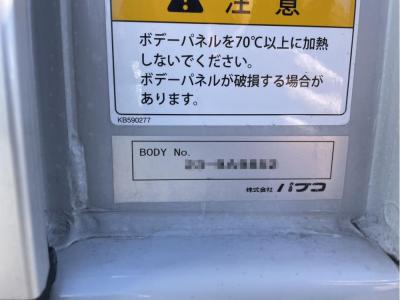 注意
ボデーパネルを70℃以上に加熱
しないでください。
ボデーパネルが破損する場合が
あります。
KB590277
BODY No.
株式会社 パブコ